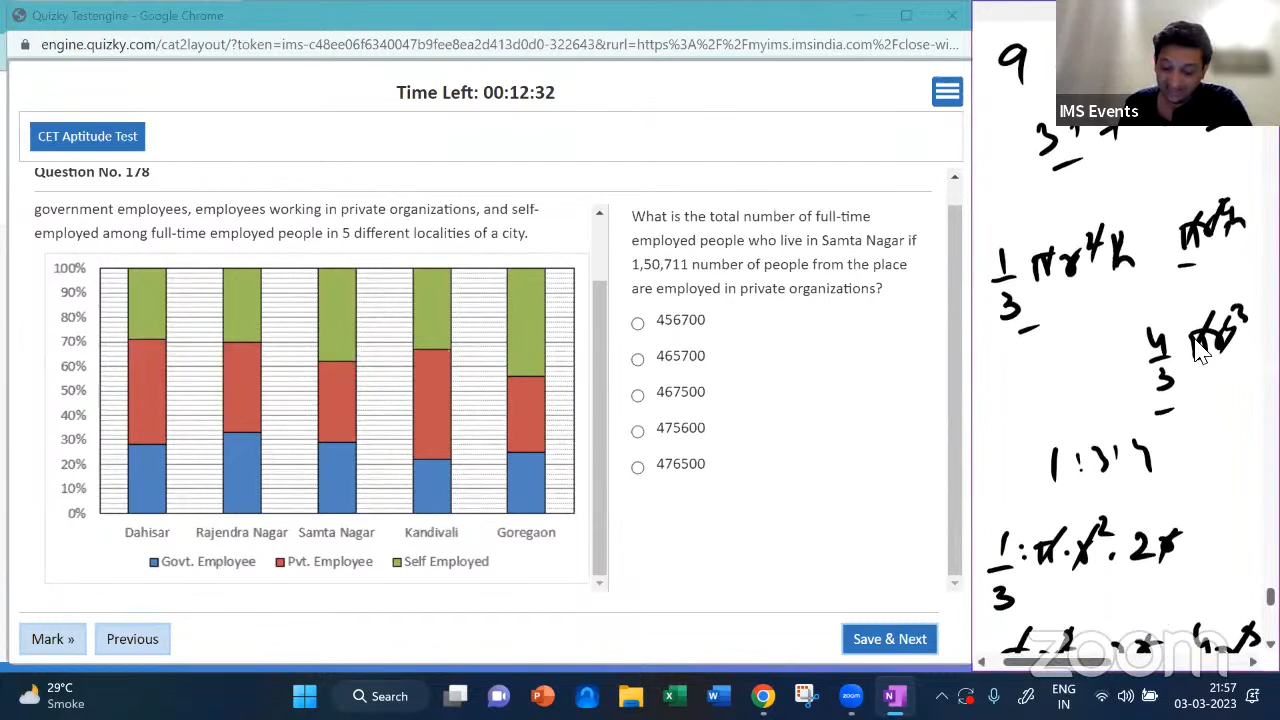 Quizky Testengine - Google Chrome
engine.quizky.com/cat2layout/?token=ims-c48ee06f6340047b9fee8ea2d413d0d0-322643&rurl=https%3A%2F%2Fmyims.imsindia.com%2Fclose-wi...
Time Left: 00:12:32
CET Aptitude Test
Question No. 178
government employees, employees working in private organizations, and self-
employed among full-time employed people in 5 different localities of a city.
100%
90%
80%
70%
60%
50%
40%
30%
20%
10%
0%
Dahisar Rajendra Nagar Samta Nagar Kandivali Goregaon
Govt. Employee Pvt. Employee Self Employed
What is the total number of full-time
employed people who live in Samta Nagar if
1,50,711 number of people from the place
are employed in private organizations?
456700
465700
467500
475600
476500
Mark » Previous Save & Next
9
IMS Events
1/3 πr²h
4/3 πr³
1:3:4
zoom
29°C
Smoke
Search
ENG
IN
21:57
03-03-2023